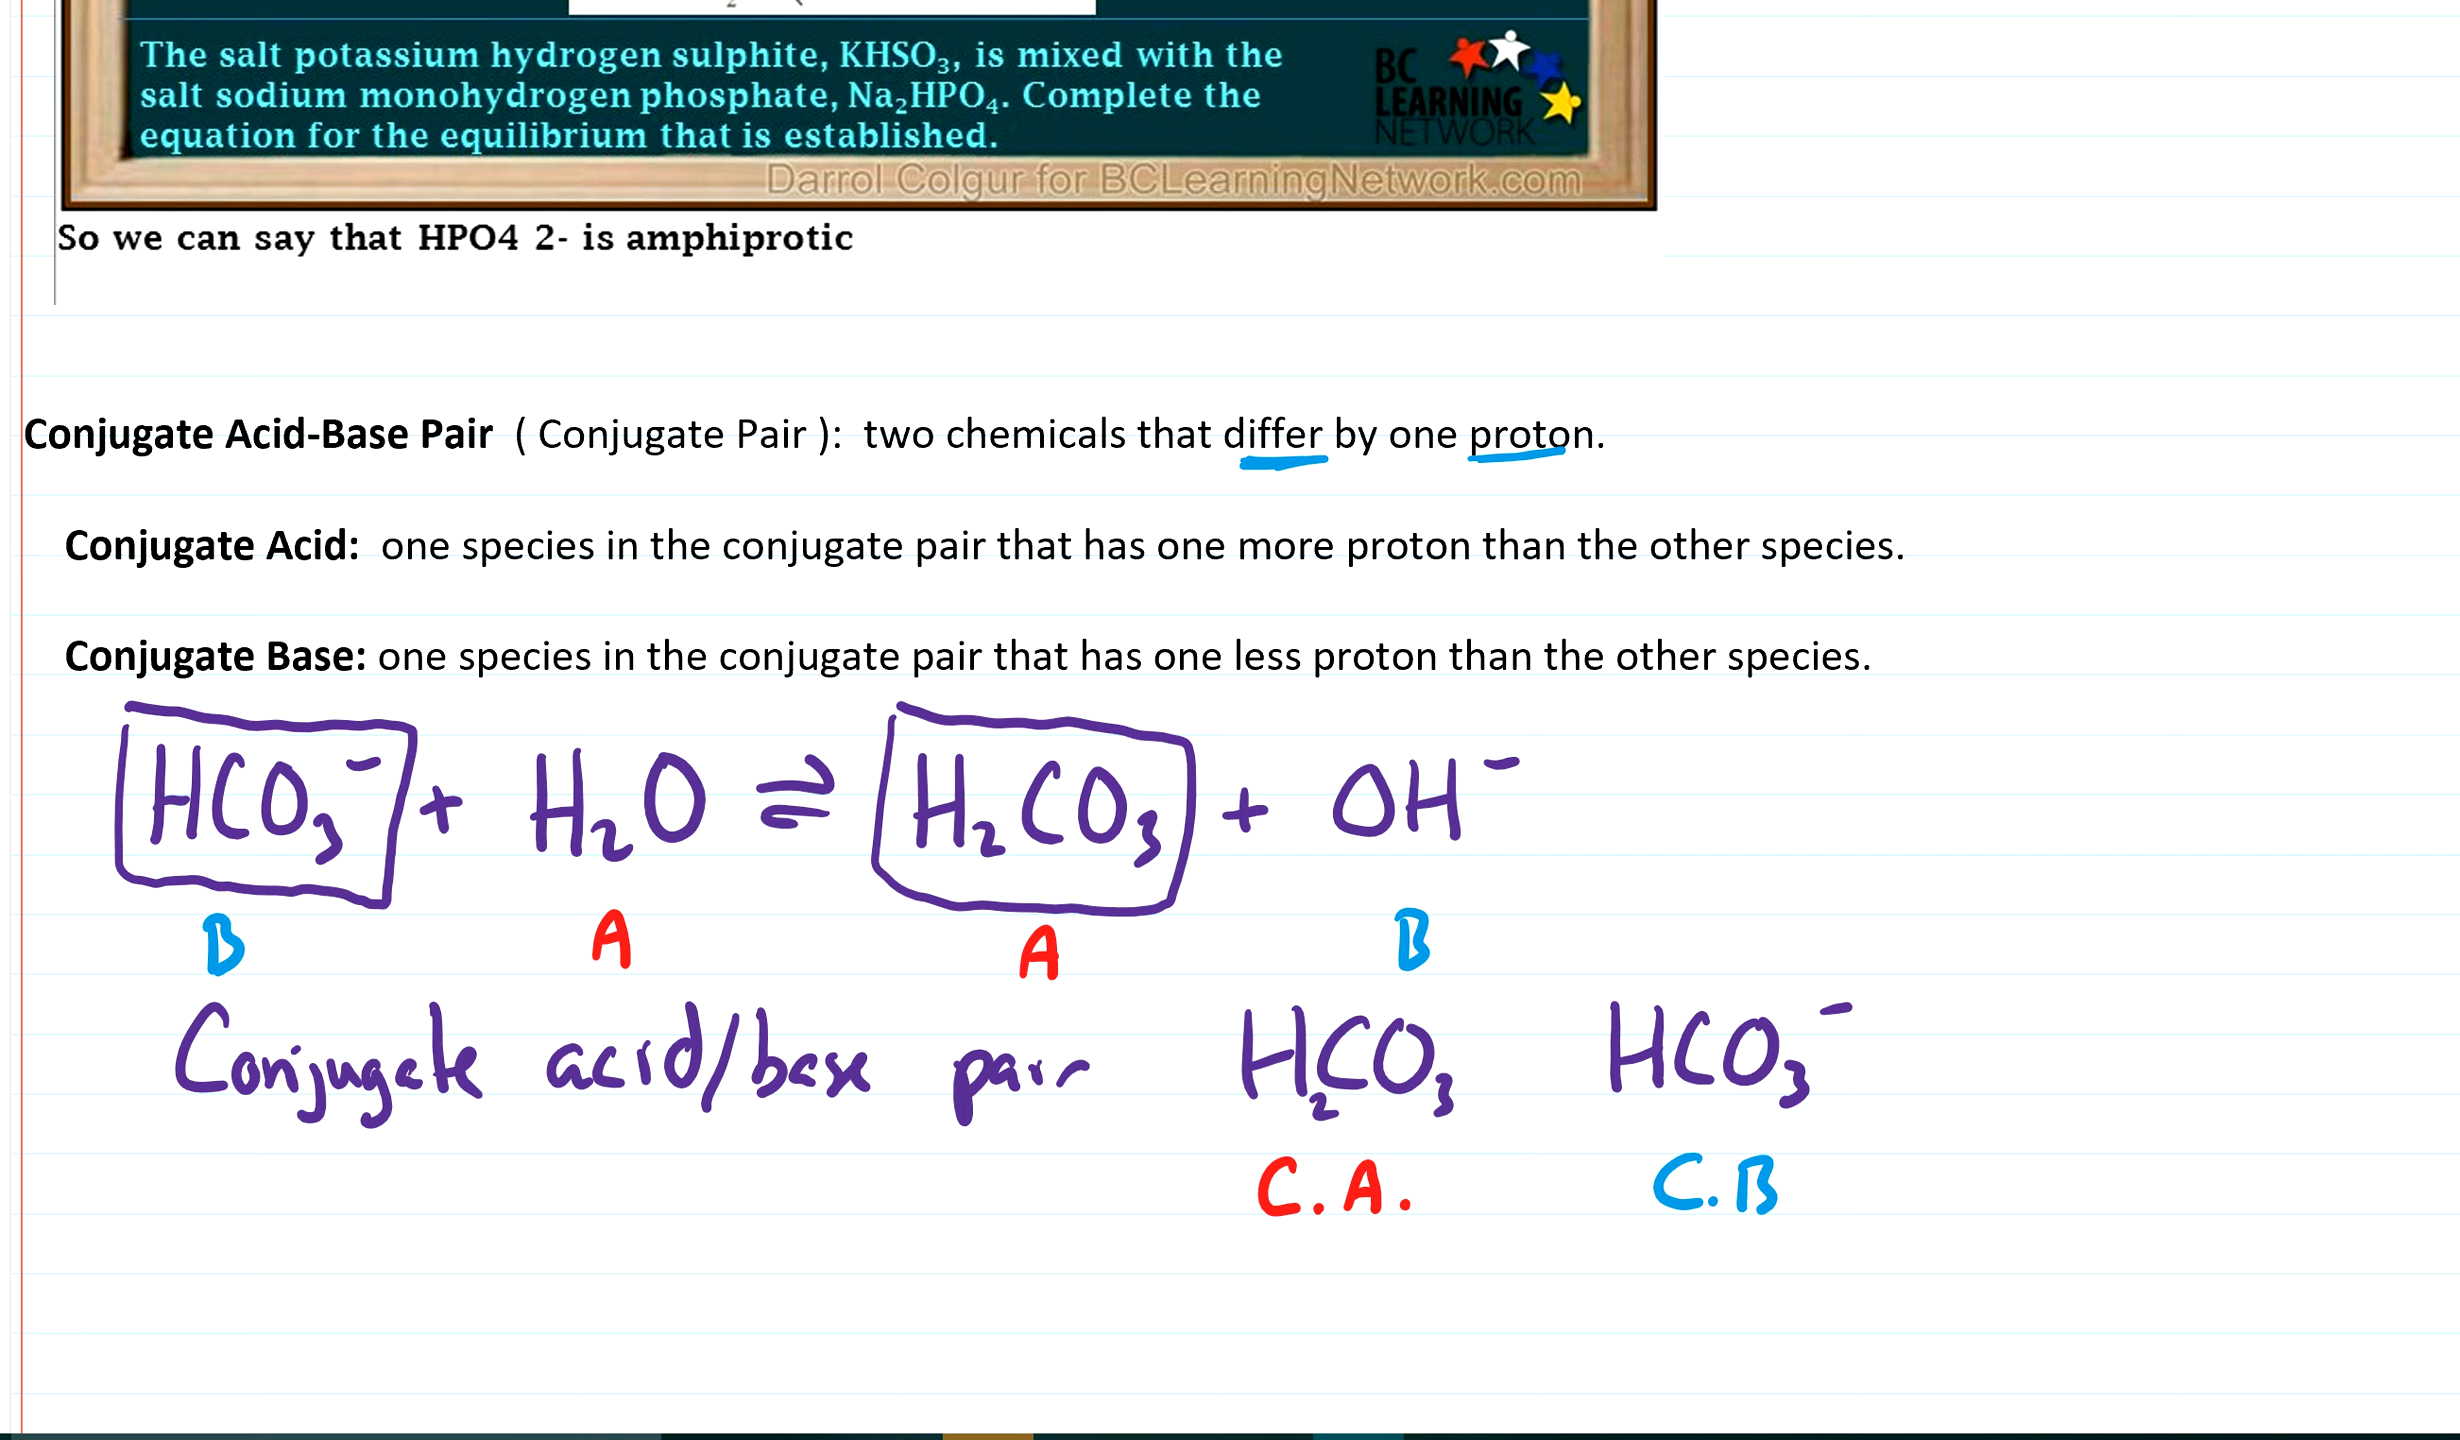 The salt potassium hydrogen sulphite, KHSO₃, is mixed with the
salt sodium monohydrogen phosphate, Na₂HPO₄. Complete the
equation for the equilibrium that is established.
BC
LEARNING
NETWORK
Darrol Colgur for BCLearningNetwork.com
So we can say that HPO4 2- is amphiprotic
Conjugate Acid-Base Pair ( Conjugate Pair ): two chemicals that differ by one proton.
Conjugate Acid: one species in the conjugate pair that has one more proton than the other species.
Conjugate Base: one species in the conjugate pair that has one less proton than the other species.
HCO₃⁻ + H₂O ⇌ H₂CO₃ + OH⁻
B A A B
Conjugate acid/base pair H₂CO₃ HCO₃⁻
C.A. C.B